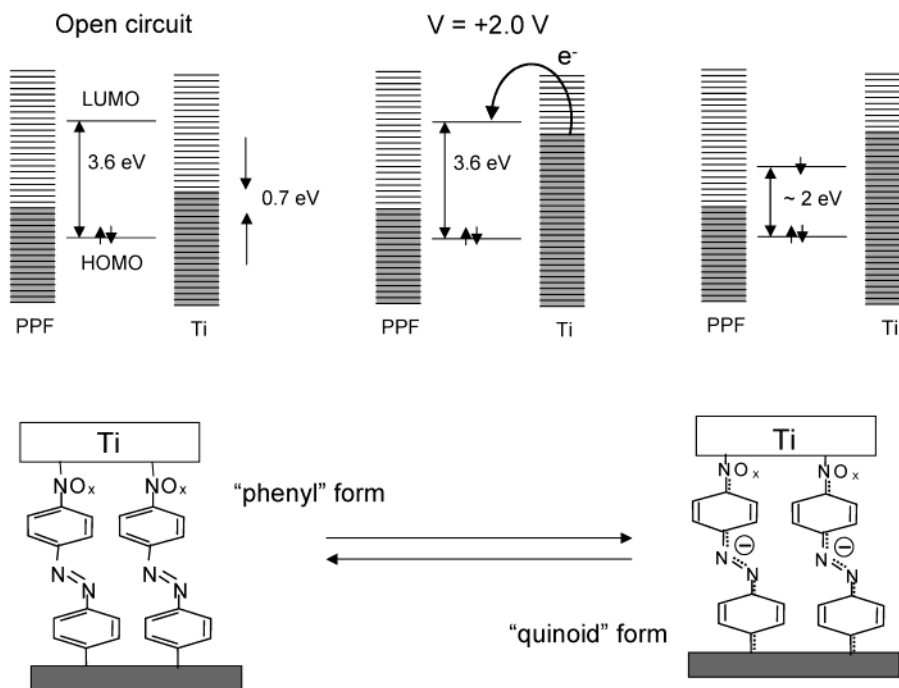 Open circuit
V = +2.0 V
e-
LUMO
3.6 eV
0.7 eV
HOMO
PPF
Ti
3.6 eV
PPF
Ti
~ 2 eV
PPF
Ti
Ti
NOx NOx
N=N N=N
"phenyl" form
"quinoid" form
Ti
NOx NOx
N N
⊖ ⊖
N N